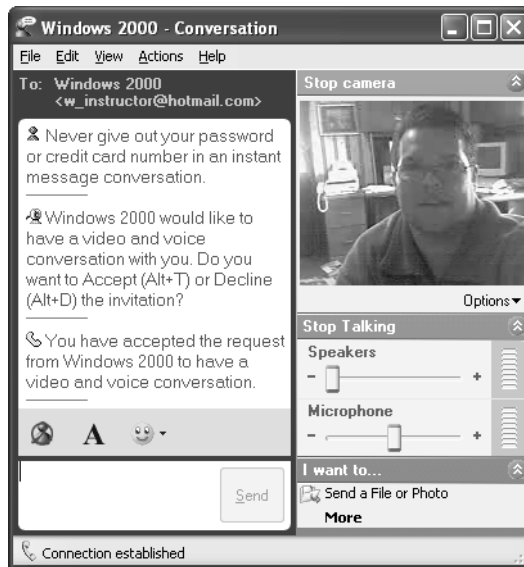 Windows 2000 - Conversation
File Edit View Actions Help
To: Windows 2000
<w_instructor@hotmail.com>
Never give out your password
or credit card number in an instant
message conversation.
Windows 2000 would like to
have a video and voice
conversation with you. Do you
want to Accept (Alt+T) or Decline
(Alt+D) the invitation?
You have accepted the request
from Windows 2000 to have a
video and voice conversation.
A
Send
Stop camera
Options
Stop Talking
Speakers
- +
Microphone
- +
I want to...
Send a File or Photo
More
Connection established